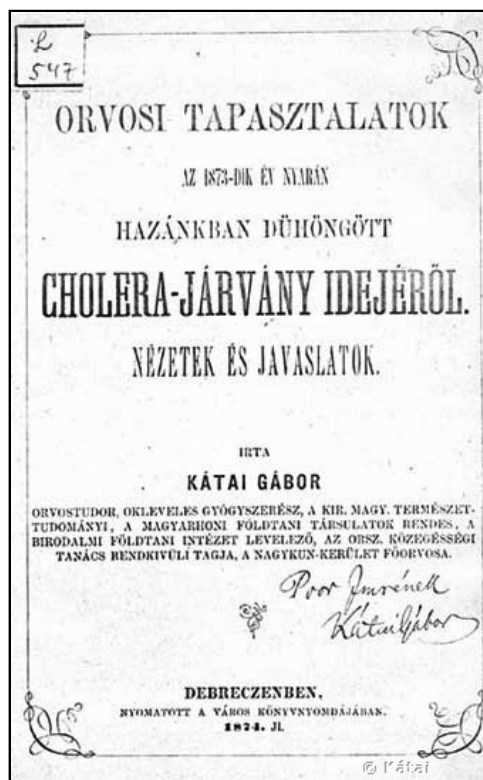 L
547
ORVOSI TAPASZTALATOK
AZ 1873-DIK ÉV NYARÁN
HAZÁNKBAN DÜHÖNGÖTT
CHOLERA-JÁRVÁNY IDEJÉRŐL.
NÉZETEK ÉS JAVASLATOK.
IRTA
KÁTAI GÁBOR
ORVOSTUDOR, OKLEVELES GYÓGYSZERÉSZ, A KIR. MAGY. TERMÉSZET-
TUDOMÁNYI, A MAGYARHONI FÖLDTANI TÁRSULATOK RENDES, A
BIRODALMI FÖLDTANI INTÉZET LEVELEZŐ, AZ ORSZ. KÖZEGÉSSÉGI
TANÁCS RENDKIVÜLI TAGJA, A NAGYKUN-KERÜLET FŐORVOSA.
Poor Imrének
Kátai Gábor
DEBRECZENBEN,
NYOMATOTT A VÁROS KÖNYVNYOMDÁJÁBAN.
1874.
© Kátai